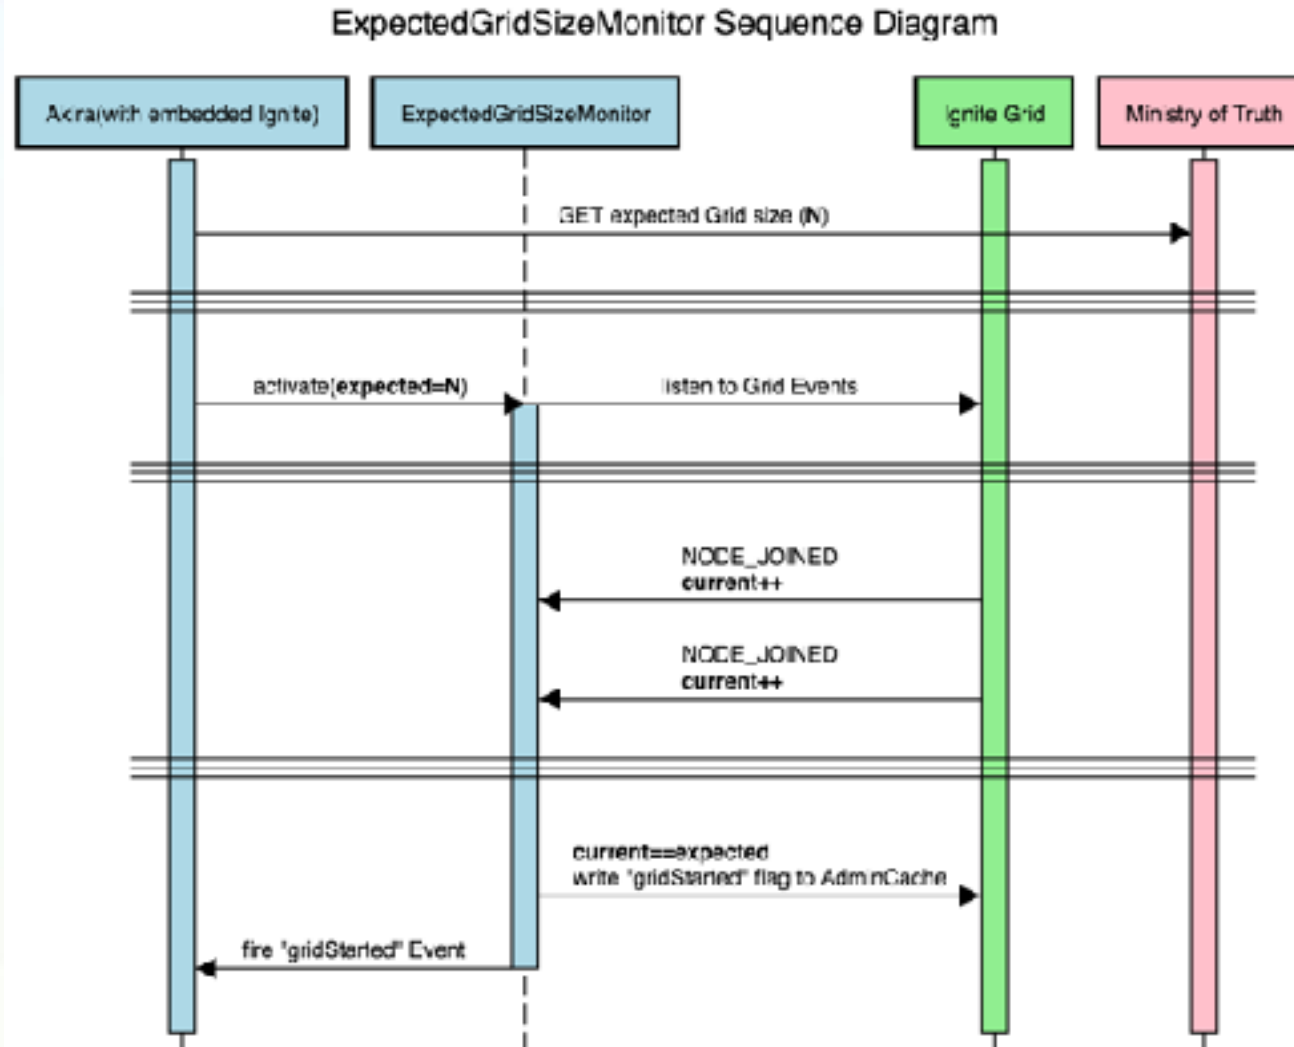 ExpectedGridSizeMonitor Sequence Diagram
Akira(with embedded Ignite)
ExpectedGridSizeMonitor
Ignite Grid
Ministry of Truth
GET expected Grid size (N)
activate(expected=N)
listen to Grid Events
NODE_JOINED
current++
NODE_JOINED
current++
current==expected
write "gridStarted" flag to AdminCache
fire "gridStarted" Event